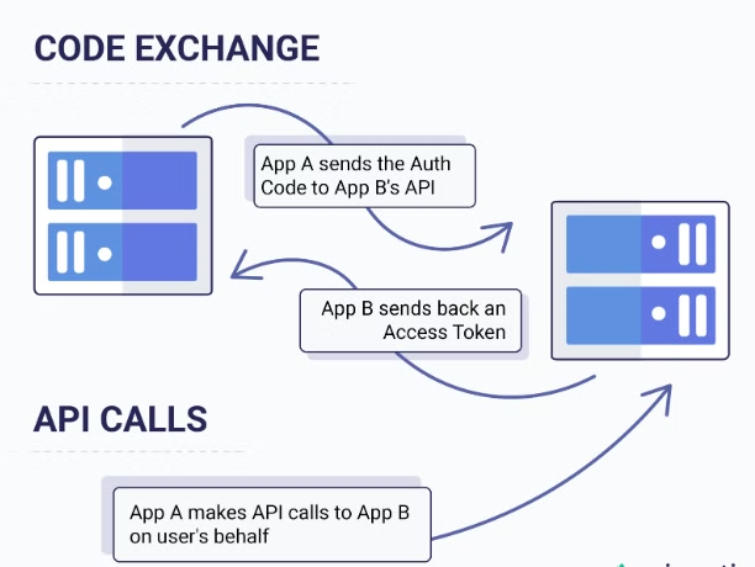 CODE EXCHANGE
App A sends the Auth
Code to App B's API
App B sends back an
Access Token
API CALLS
App A makes API calls to App B
on user's behalf